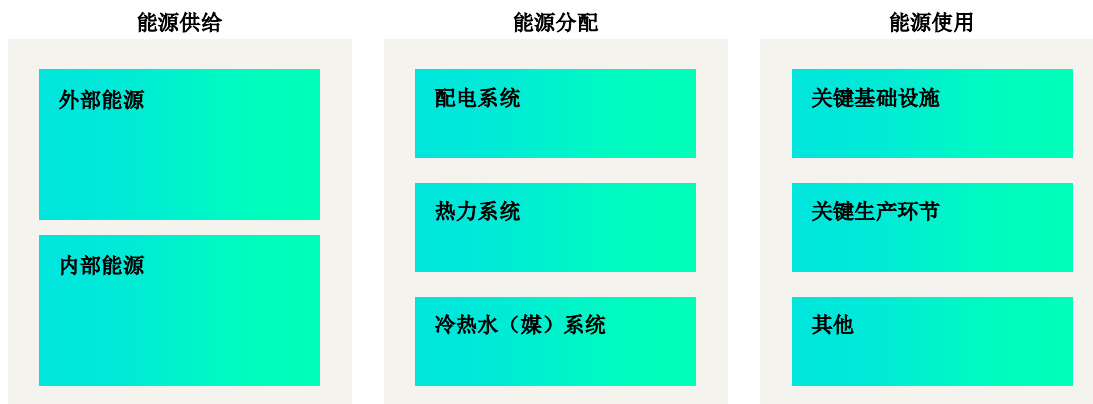 能源供给
外部能源
内部能源
能源分配
配电系统
热力系统
冷热水（媒）系统
能源使用
关键基础设施
关键生产环节
其他